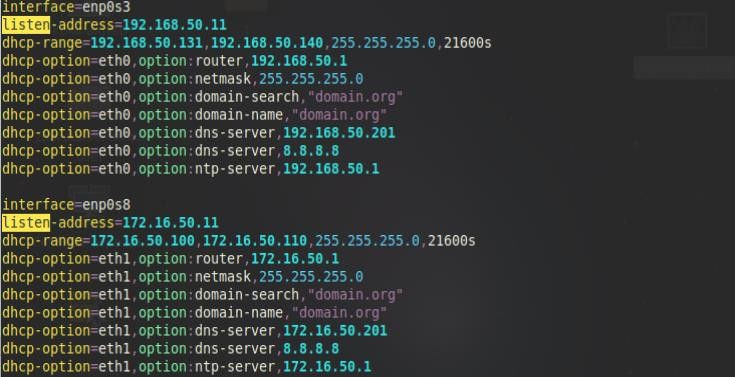 interface=enp0s3
listen-address=192.168.50.11
dhcp-range=192.168.50.131,192.168.50.140,255.255.255.0,21600s
dhcp-option=eth0,option:router,192.168.50.1
dhcp-option=eth0,option:netmask,255.255.255.0
dhcp-option=eth0,option:domain-search,"domain.org"
dhcp-option=eth0,option:domain-name,"domain.org"
dhcp-option=eth0,option:dns-server,192.168.50.201
dhcp-option=eth0,option:dns-server,8.8.8.8
dhcp-option=eth0,option:ntp-server,192.168.50.1

interface=enp0s8
listen-address=172.16.50.11
dhcp-range=172.16.50.100,172.16.50.110,255.255.255.0,21600s
dhcp-option=eth1,option:router,172.16.50.1
dhcp-option=eth1,option:netmask,255.255.255.0
dhcp-option=eth1,option:domain-search,"domain.org"
dhcp-option=eth1,option:domain-name,"domain.org"
dhcp-option=eth1,option:dns-server,172.16.50.201
dhcp-option=eth1,option:dns-server,8.8.8.8
dhcp-option=eth1,option:ntp-server,172.16.50.1